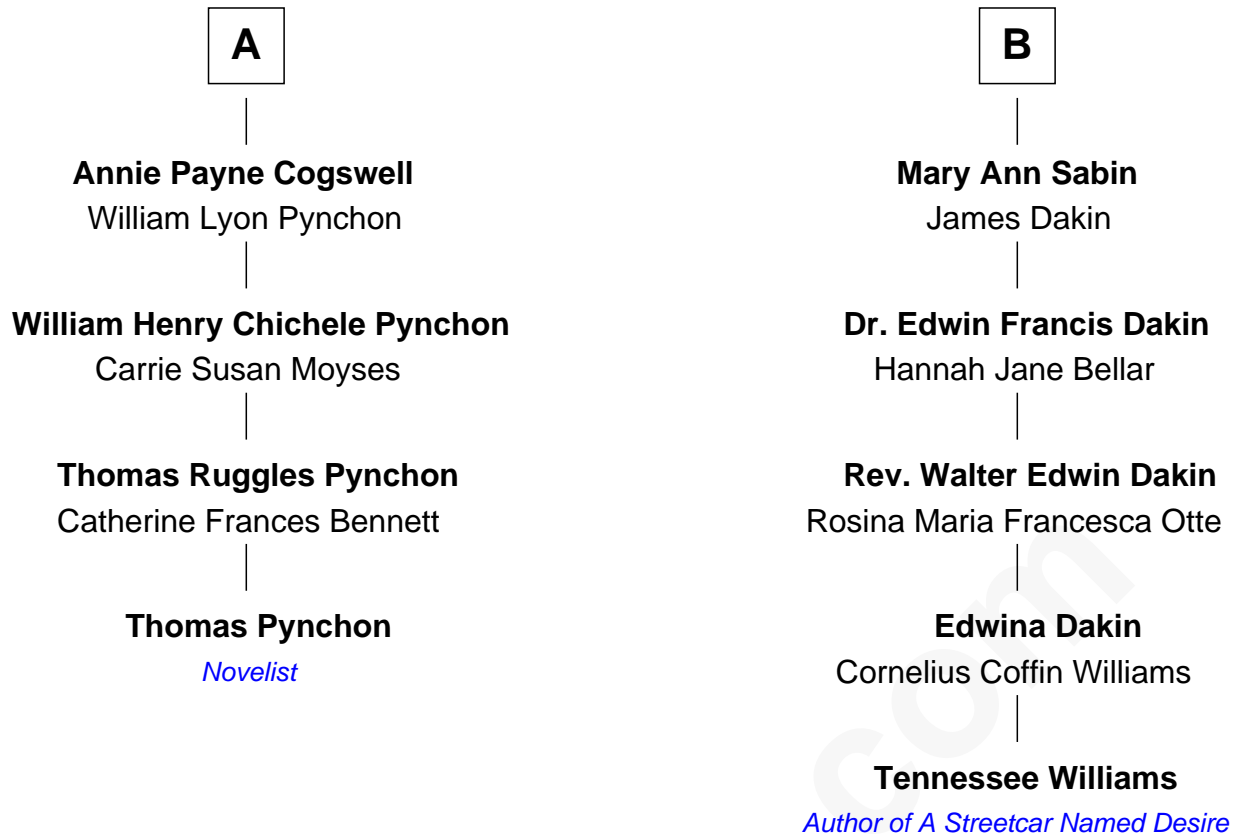 A
Annie Payne Cogswell
William Lyon Pynchon
William Henry Chichele Pynchon
Carrie Susan Moyses
Thomas Ruggles Pynchon
Catherine Frances Bennett
Thomas Pynchon
Novelist
B
Mary Ann Sabin
James Dakin
Dr. Edwin Francis Dakin
Hannah Jane Bellar
Rev. Walter Edwin Dakin
Rosina Maria Francesca Otte
Edwina Dakin
Cornelius Coffin Williams
Tennessee Williams
Author of A Streetcar Named Desire
com